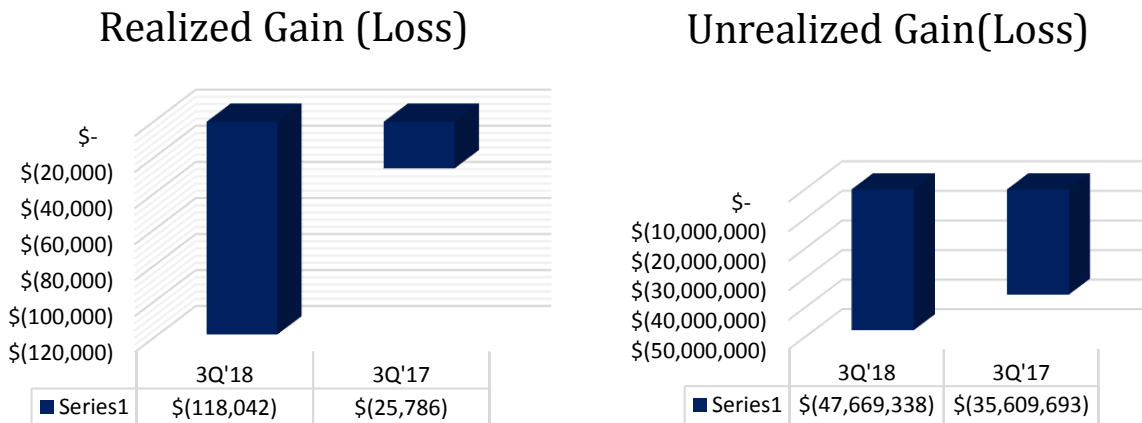 Realized Gain (Loss)
$-
$(20,000)
$(40,000)
$(60,000)
$(80,000)
$(100,000)
$(120,000)
3Q'18 3Q'17
Series1 $(118,042) $(25,786)
Unrealized Gain(Loss)
$-
$(10,000,000)
$(20,000,000)
$(30,000,000)
$(40,000,000)
$(50,000,000)
3Q'18 3Q'17
Series1 $(47,669,338) $(35,609,693)